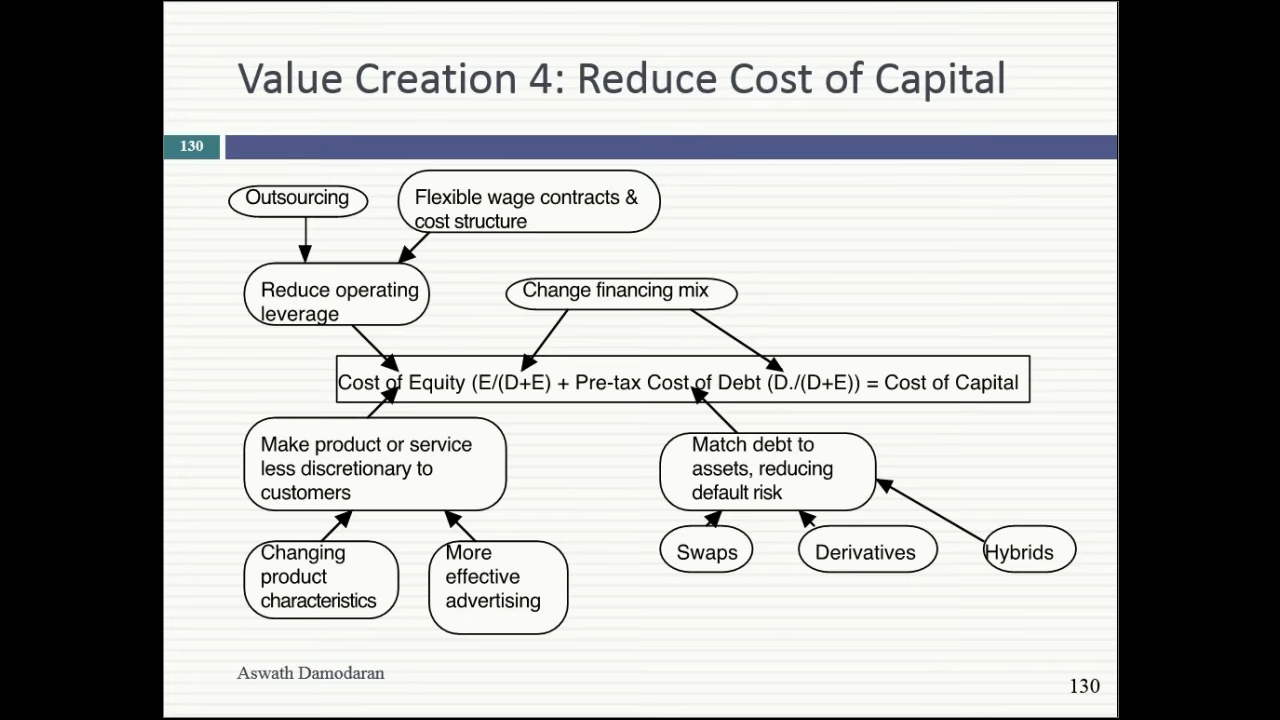 Value Creation 4: Reduce Cost of Capital
130
Outsourcing
Flexible wage contracts &
cost structure
Reduce operating
leverage
Change financing mix
Cost of Equity (E/(D+E) + Pre-tax Cost of Debt (D./(D+E)) = Cost of Capital
Make product or service
less discretionary to
customers
Match debt to
assets, reducing
default risk
Changing
product
characteristics
More
effective
advertising
Swaps
Derivatives
Hybrids
Aswath Damodaran
130